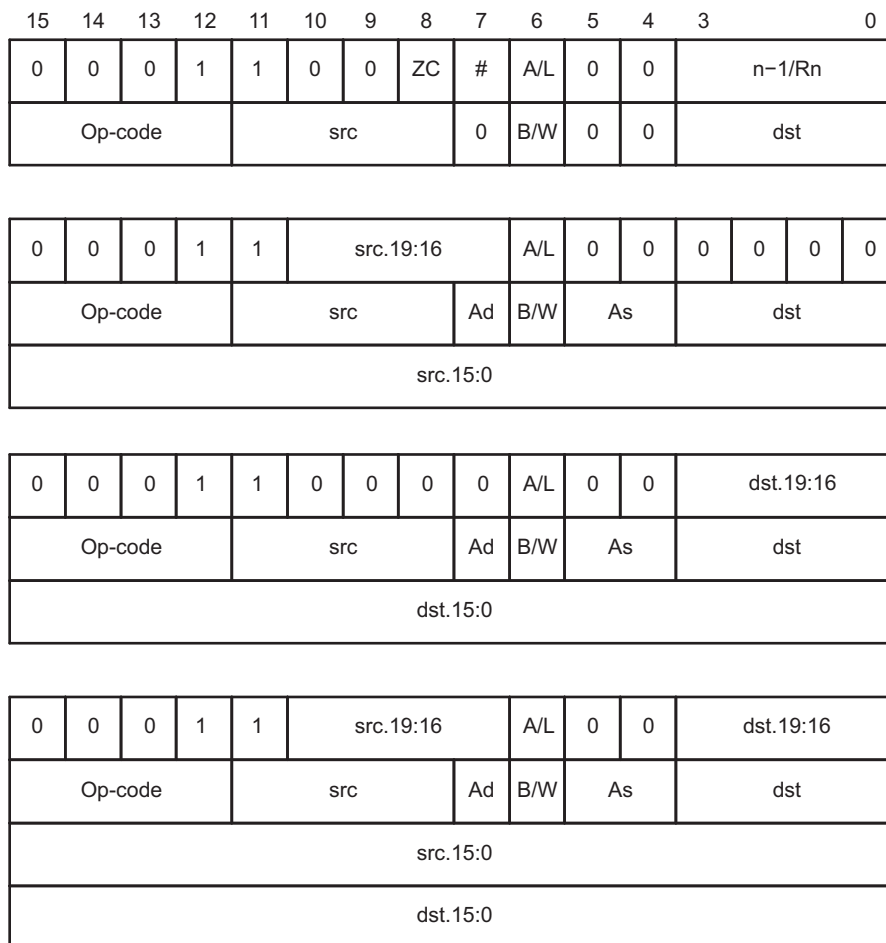 15 14 13 12 11 10 9 8 7 6 5 4 3 0
0 0 0 1 1 0 0 ZC # A/L 0 0 n−1/Rn
Op-code src 0 B/W 0 0 dst
0 0 0 1 1 src.19:16 A/L 0 0 0 0 0 0
Op-code src Ad B/W As dst
src.15:0
0 0 0 1 1 0 0 0 0 A/L 0 0 dst.19:16
Op-code src Ad B/W As dst
dst.15:0
0 0 0 1 1 src.19:16 A/L 0 0 dst.19:16
Op-code src Ad B/W As dst
src.15:0
dst.15:0